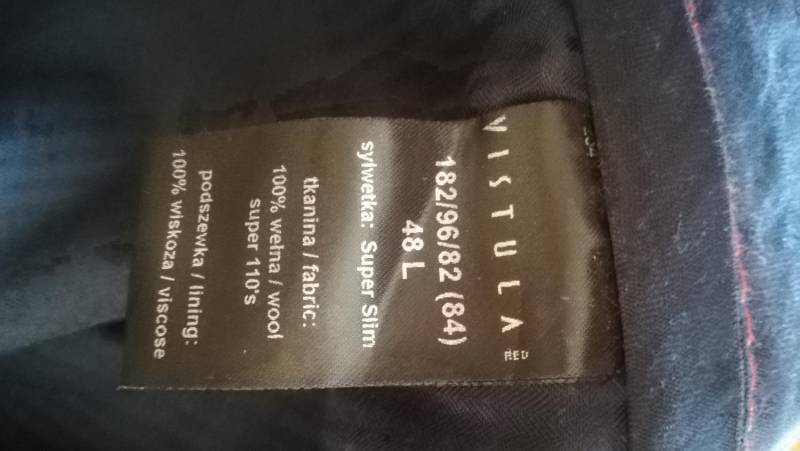 VISTULA
RED
182/96/82 (84)
48 L
sylwetka: Super Slim
tkanina / fabric:
100% wełna / wool
super 110's
podszewka / lining:
100% wiskoza / viscose